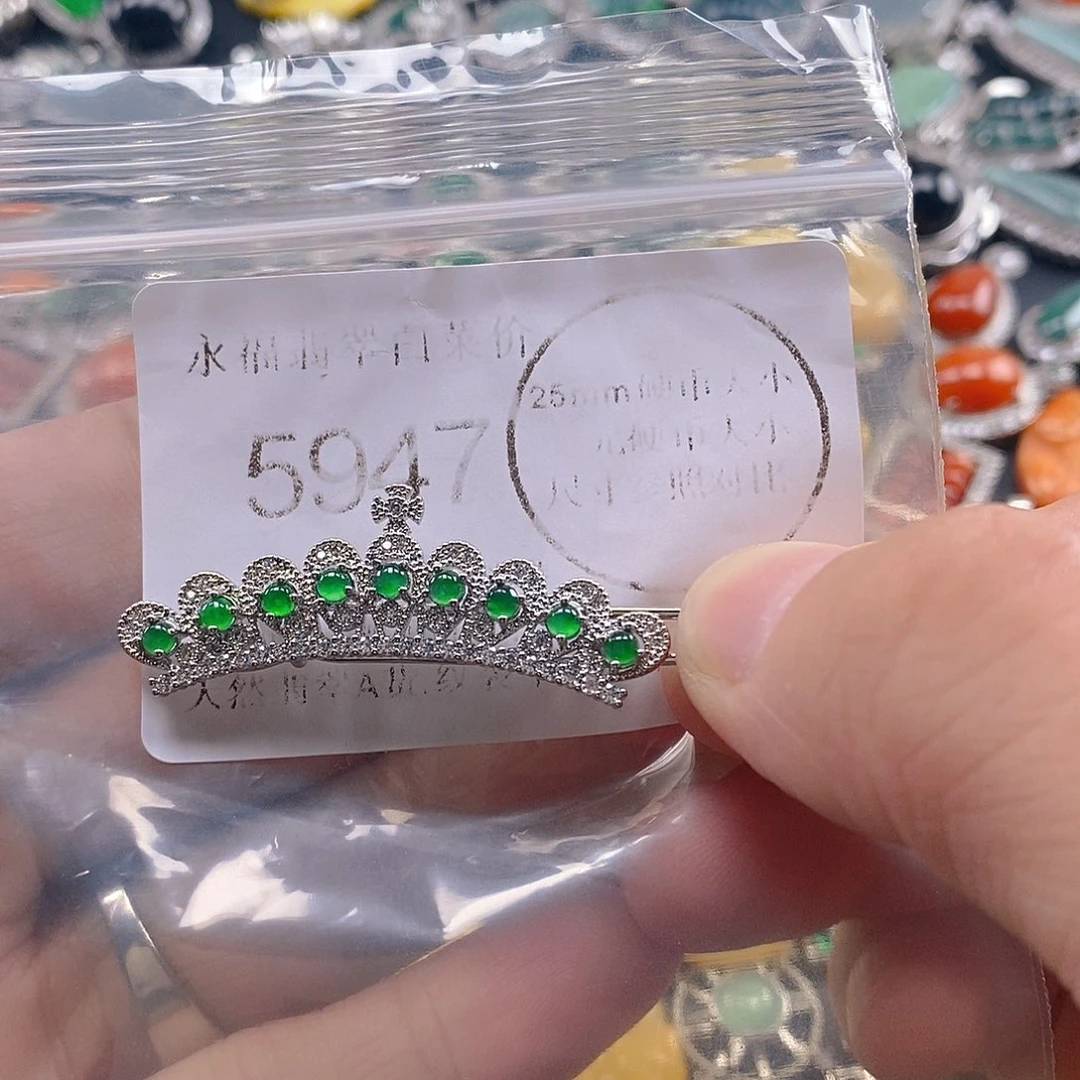 永福翡翠白菜价
25mm硬币大小
5947
元硬币大小
尺寸参照对比
天然翡翠A货